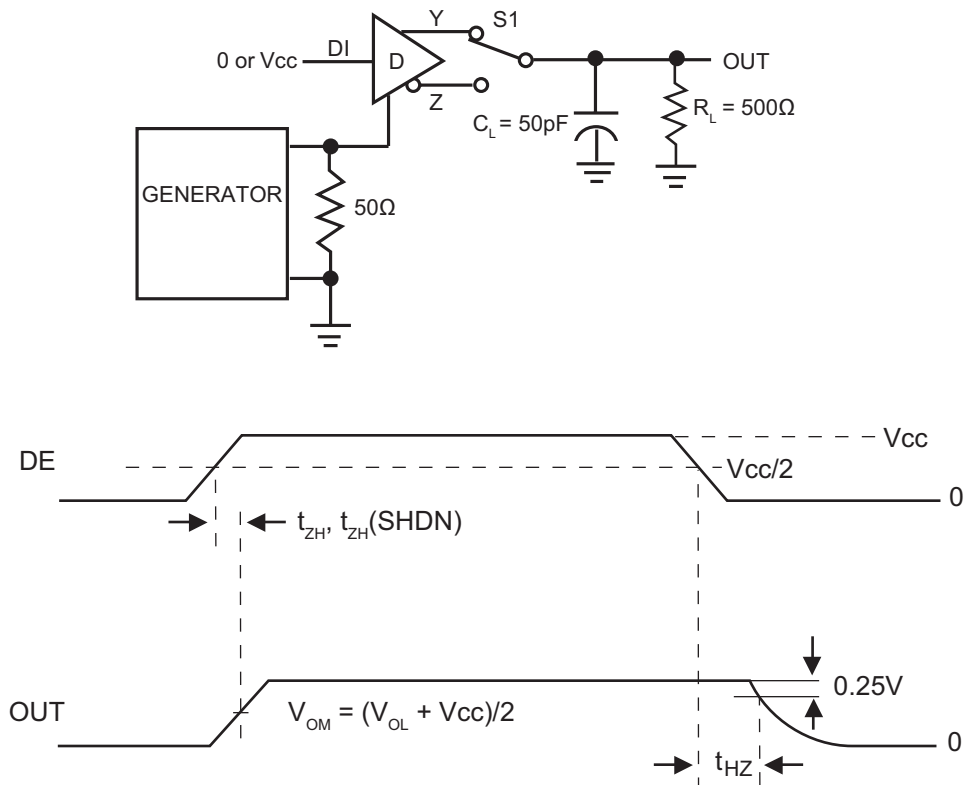 Y
S1
0 or Vcc
DI
D
OUT
Z
C_L = 50pF
R_L = 500Ω
GENERATOR
50Ω
Vcc
DE
Vcc/2
0
t_ZH, t_ZH(SHDN)
0.25V
OUT
V_OM = (V_OL + Vcc)/2
0
t_HZ